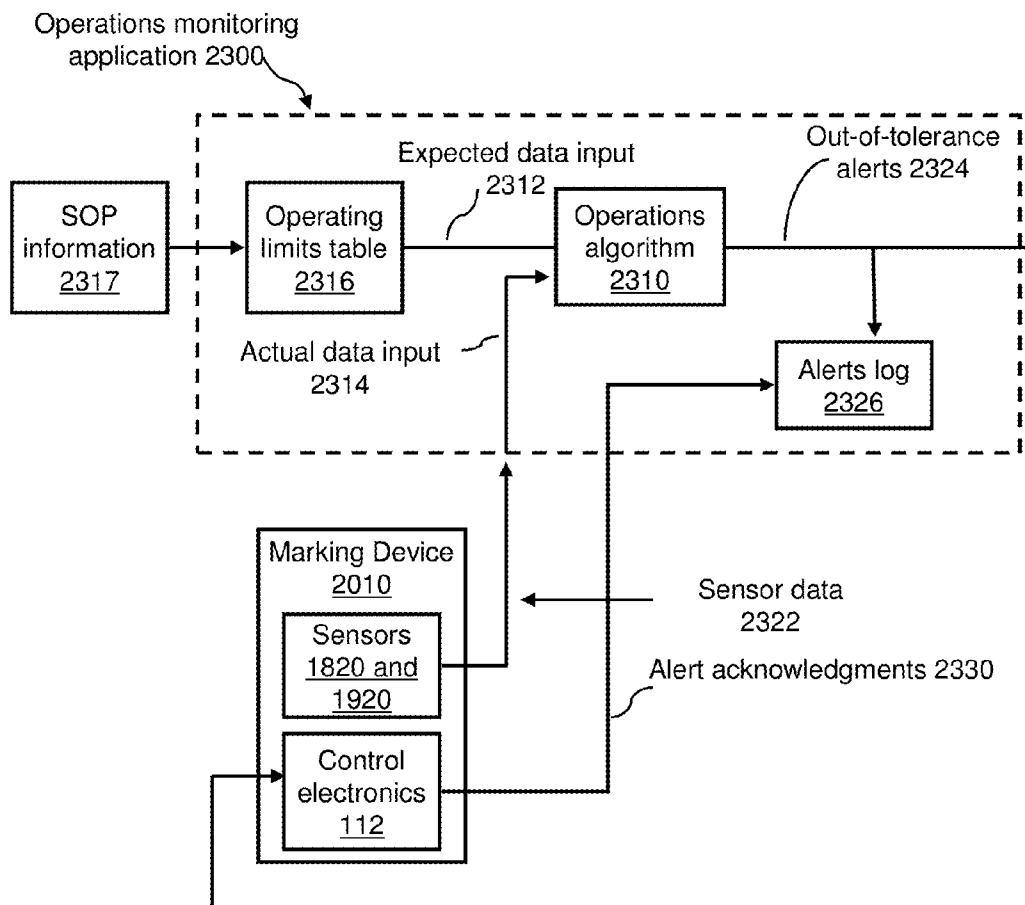 Operations monitoring
application 2300
Out-of-tolerance
alerts 2324
Expected data input
2312
SOP
information
2317
Operating
limits table
2316
Operations
algorithm
2310
Actual data input
2314
Alerts log
2326
Marking Device
2010
Sensors
1820 and
1920
Sensor data
2322
Alert acknowledgments 2330
Control
electronics
112